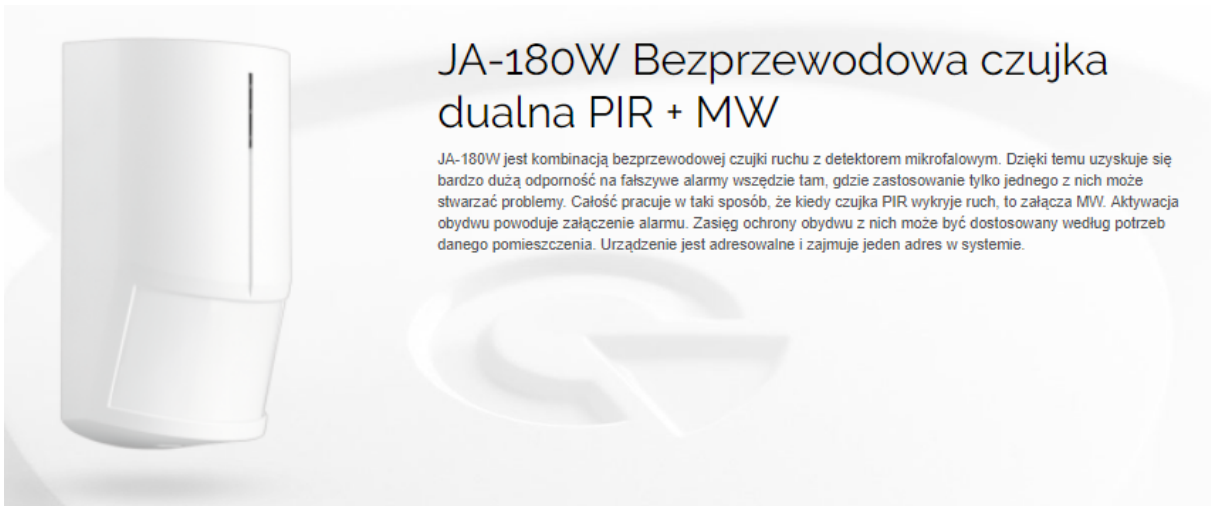 JA-180W Bezprzewodowa czujka
dualna PIR + MW
JA-180W jest kombinacją bezprzewodowej czujki ruchu z detektorem mikrofalowym. Dzięki temu uzyskuje się
bardzo dużą odporność na fałszywe alarmy wszędzie tam, gdzie zastosowanie tylko jednego z nich może
stwarzać problemy. Całość pracuje w taki sposób, że kiedy czujka PIR wykryje ruch, to załącza MW. Aktywacja
obydwu powoduje załączenie alarmu. Zasięg ochrony obydwu z nich może być dostosowany według potrzeb
danego pomieszczenia. Urządzenie jest adresowalne i zajmuje jeden adres w systemie.